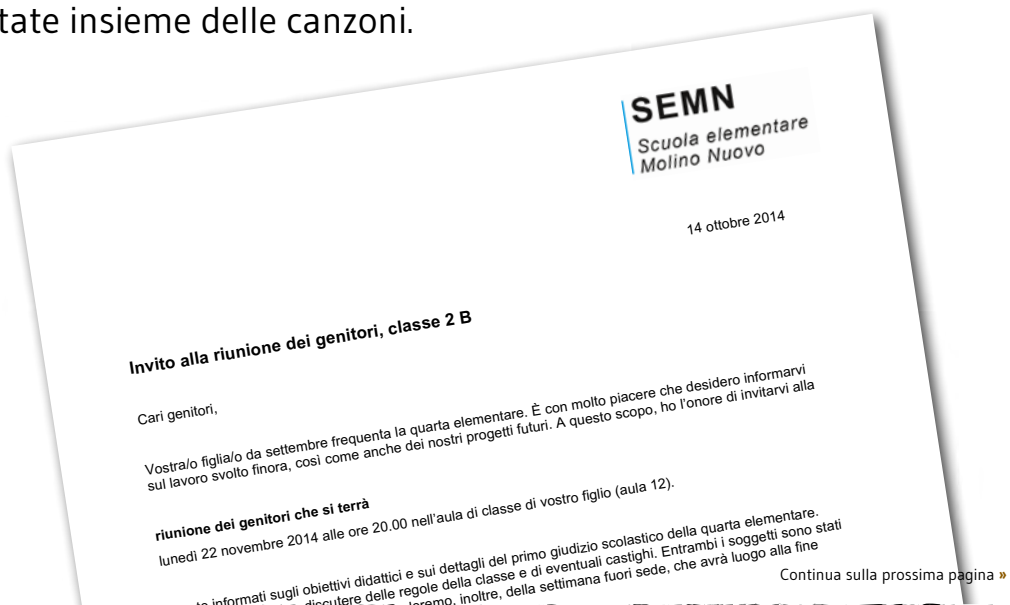 tate insieme delle canzoni.
SEMN
Scuola elementare
Molino Nuovo
14 ottobre 2014
Invito alla riunione dei genitori, classe 2 B
Cari genitori,
Vostra/o figlia/o da settembre frequenta la quarta elementare. È con molto piacere che desidero informarvi
sul lavoro svolto finora, così come anche dei nostri progetti futuri. A questo scopo, ho l'onore di invitarvi alla
riunione dei genitori che si terrà
lunedì 22 novembre 2014 alle ore 20.00 nell'aula di classe di vostro figlio (aula 12).
informati sugli obiettivi didattici e sui dettagli del primo giudizio scolastico della quarta elementare.
discutere delle regole della classe e di eventuali castighi. Entrambi i soggetti sono stati
inoltre, della settimana fuori sede, che avrà luogo alla fine
Continua sulla prossima pagina »